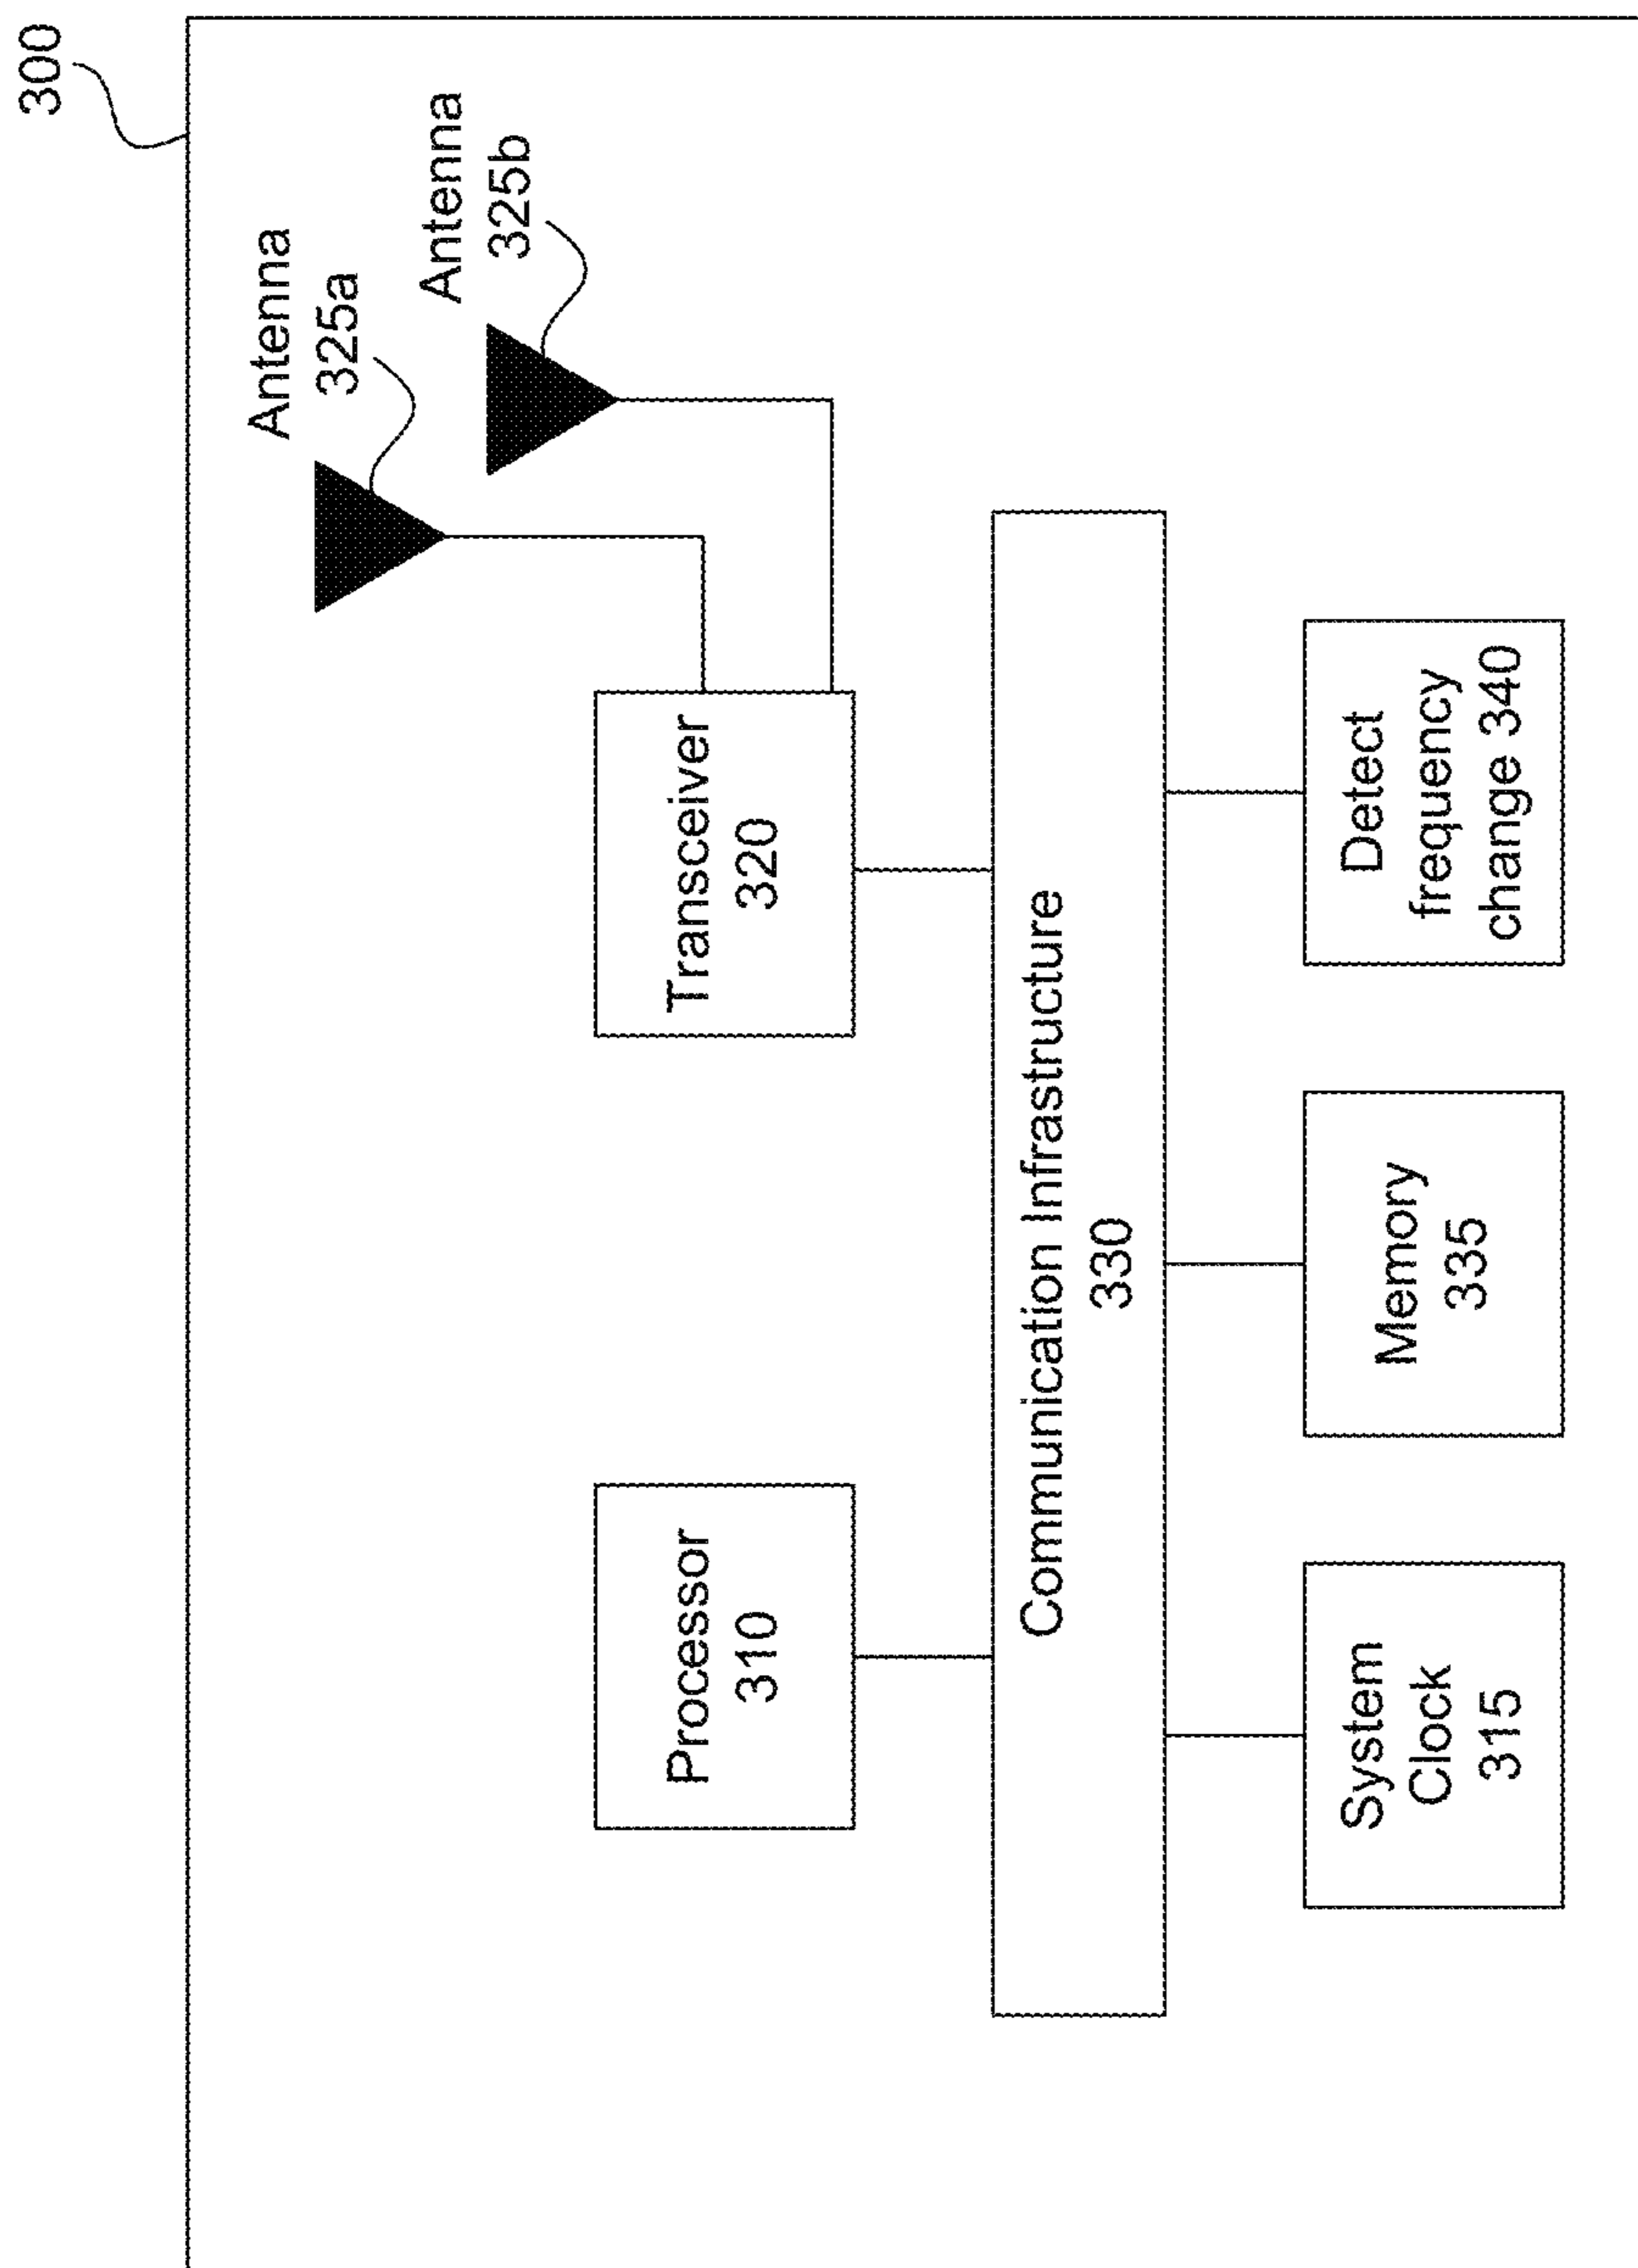 300
Antenna
325a
Antenna
325b
Transceiver
320
Processor
310
Communication Infrastructure
330
System
Clock
315
Memory
335
Detect
frequency
change 340